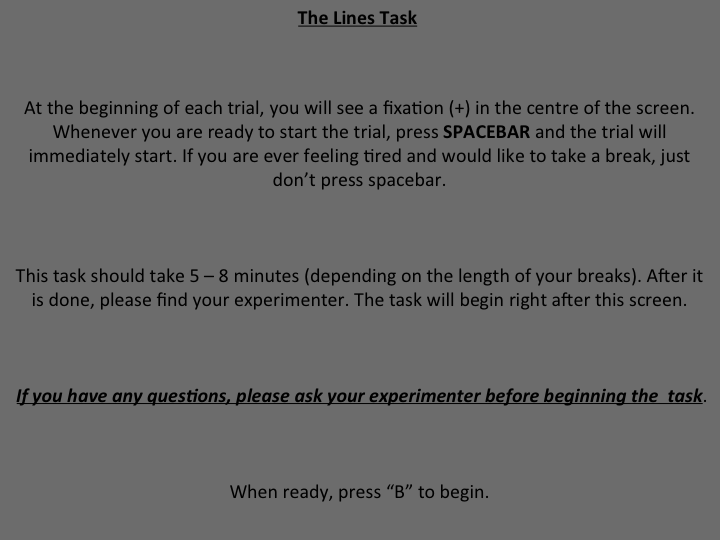 The Lines Task
At the beginning of each trial, you will see a fixation (+) in the centre of the screen.
Whenever you are ready to start the trial, press SPACEBAR and the trial will
immediately start. If you are ever feeling tired and would like to take a break, just
don’t press spacebar.
This task should take 5 – 8 minutes (depending on the length of your breaks). After it
is done, please find your experimenter. The task will begin right after this screen.
If you have any questions, please ask your experimenter before beginning the  task.
When ready, press “B” to begin.